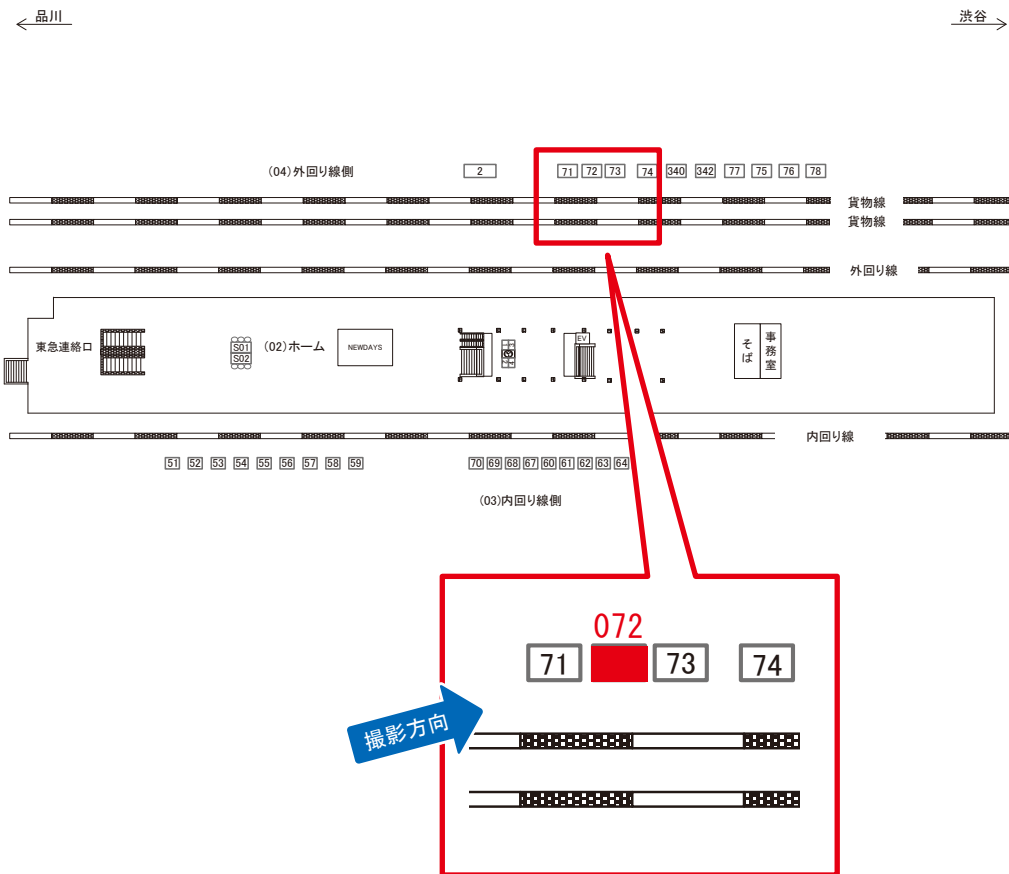 品川
渋谷
(04)外回り線側
2
71 72 73 74 340 342 77 75 76 78
貨物線
貨物線
外回り線
東急連絡口
S01
S02
(02)ホーム
NEWDAYS
EV
そば
事務室
内回り線
51 52 53 54 55 56 57 58 59
70 69 68 67 60 61 62 63 64
(03)内回り線側
072
71 73 74
撮影方向